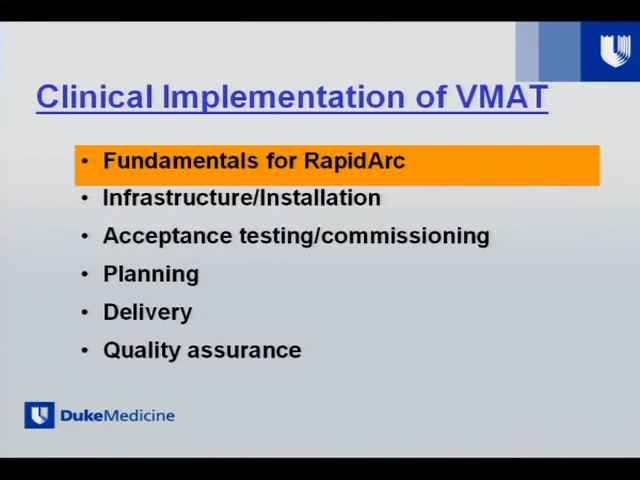 Clinical Implementation of VMAT
• Fundamentals for RapidArc
• Infrastructure/Installation
• Acceptance testing/commissioning
• Planning
• Delivery
• Quality assurance
DukeMedicine